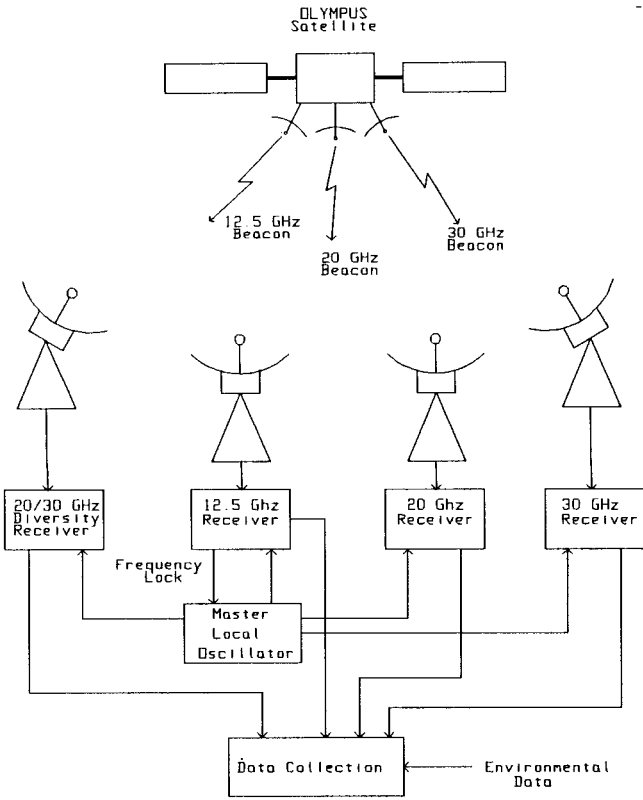 OLYMPUS
Satellite
12.5 GHz
Beacon
20 GHz
Beacon
30 GHz
Beacon
20/30 GHz
Diversity
Receiver
12.5 Ghz
Receiver
20 Ghz
Receiver
30 GHz
Receiver
Frequency
Lock
Master
Local
Oscillator
Data Collection
Environmental
Data